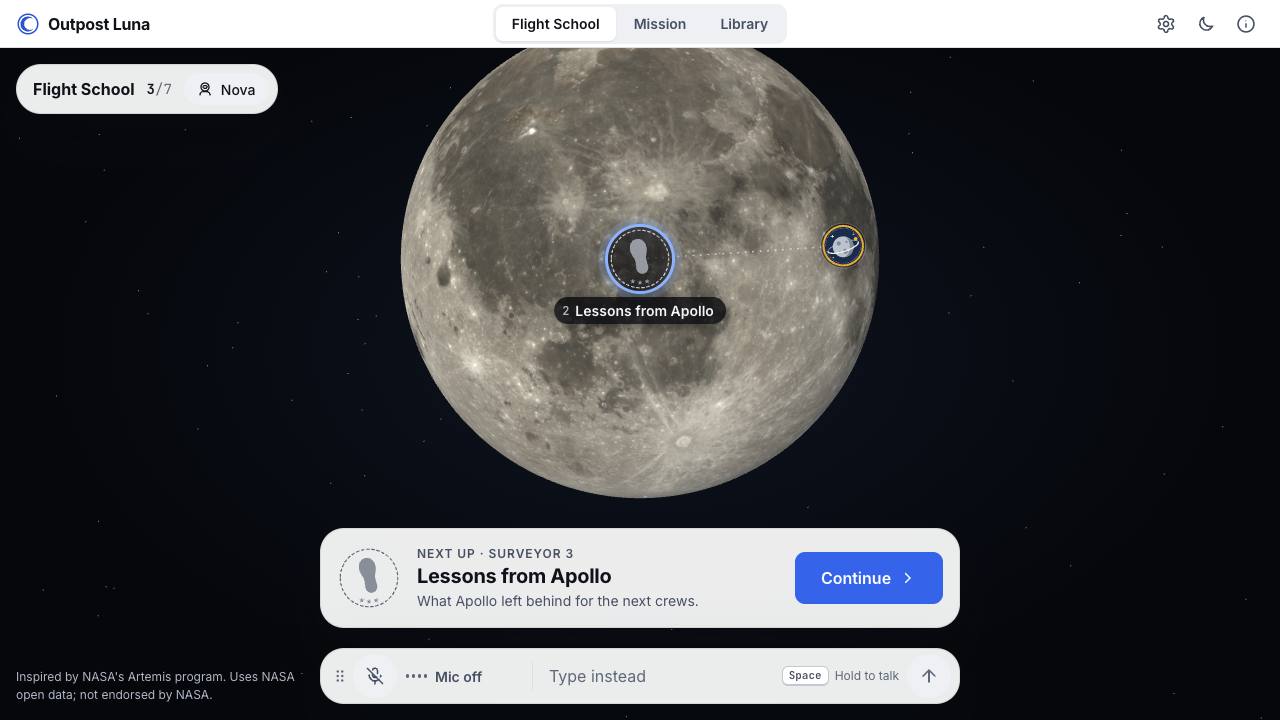 Outpost Luna
Flight School
Mission
Library
Flight School 3/7 Nova
2 Lessons from Apollo
NEXT UP · SURVEYOR 3
Lessons from Apollo
What Apollo left behind for the next crews.
Continue
Mic off
Type instead
Space Hold to talk
Inspired by NASA's Artemis program. Uses NASA
open data; not endorsed by NASA.